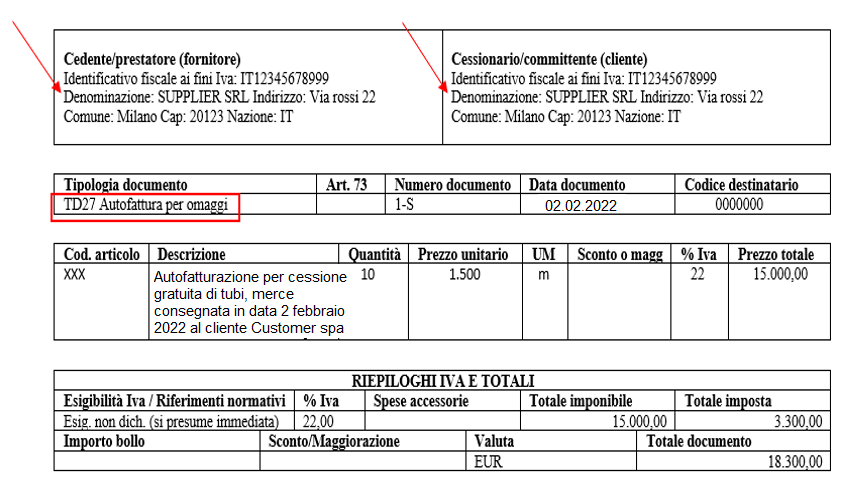 Cedente/prestatore (fornitore)
Identificativo fiscale ai fini Iva: IT12345678999
Denominazione: SUPPLIER SRL Indirizzo: Via rossi 22
Comune: Milano Cap: 20123 Nazione: IT
Cessionario/committente (cliente)
Identificativo fiscale ai fini Iva: IT12345678999
Denominazione: SUPPLIER SRL Indirizzo: Via rossi 22
Comune: Milano Cap: 20123 Nazione: IT
Tipologia documento Art. 73 Numero documento Data documento Codice destinatario
TD27 Autofattura per omaggi 1-S 02.02.2022 0000000
Cod. articolo Descrizione Quantità Prezzo unitario UM Sconto o magg % Iva Prezzo totale
XXX Autofatturazione per cessione 10 1.500 m 22 15.000,00
gratuita di tubi, merce
consegnata in data 2 febbraio
2022 al cliente Customer spa
RIEPILOGHI IVA E TOTALI
Esigibilità Iva / Riferimenti normativi % Iva Spese accessorie Totale imponibile Totale imposta
Esig. non dich. (si presume immediata) 22,00 15.000,00 3.300,00
Importo bollo Sconto/Maggiorazione Valuta Totale documento
EUR 18.300,00